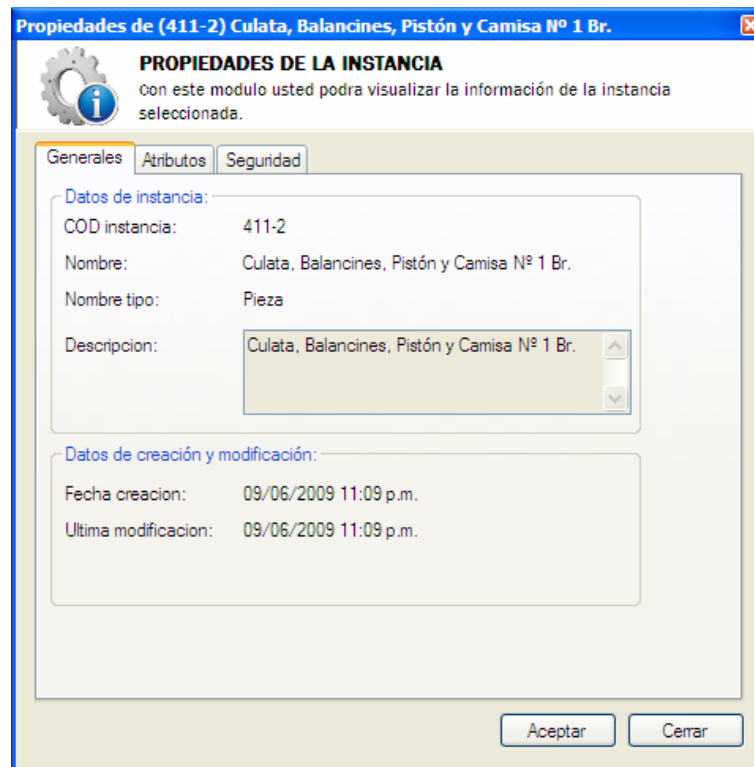 Propiedades de (411-2) Culata, Balancines, Pistón y Camisa Nº 1 Br.
PROPIEDADES DE LA INSTANCIA
Con este modulo usted podra visualizar la información de la instancia
seleccionada.
Generales Atributos Seguridad
Datos de instancia:
COD instancia: 411-2
Nombre: Culata, Balancines, Pistón y Camisa Nº 1 Br.
Nombre tipo: Pieza
Descripcion: Culata, Balancines, Pistón y Camisa Nº 1 Br.
Datos de creación y modificación:
Fecha creacion: 09/06/2009 11:09 p.m.
Ultima modificacion: 09/06/2009 11:09 p.m.
Aceptar Cerrar